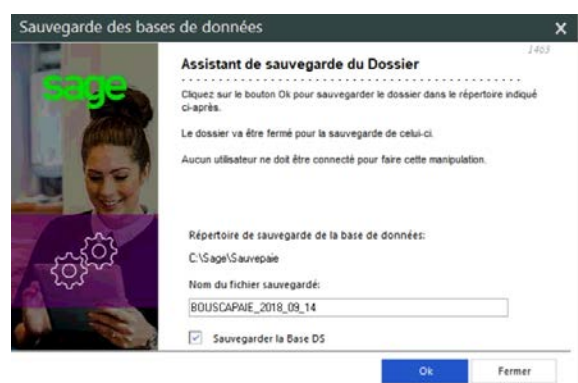 Sauvegarde des bases de données
1403
sage
Assistant de sauvegarde du Dossier
Cliquez sur le bouton Ok pour sauvegarder le dossier dans le répertoire indiqué
ci-après.
Le dossier va être fermé pour la sauvegarde de celui-ci.
Aucun utilisateur ne doit être connecté pour faire cette manipulation.
Répertoire de sauvegarde de la base de données:
C:\Sage\Sauvepaie
Nom du fichier sauvegardé:
BOUSCAPAIE_2018_09_14
Sauvegarder la Base DS
Ok Fermer